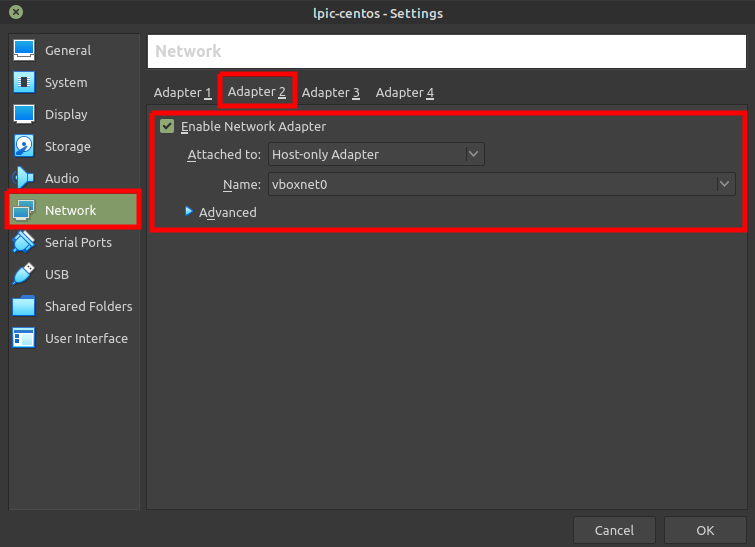 lpic-centos - Settings
General
System
Display
Storage
Audio
Network
Serial Ports
USB
Shared Folders
User Interface
Network
Adapter 1 Adapter 2 Adapter 3 Adapter 4
Enable Network Adapter
Attached to: Host-only Adapter
Name: vboxnet0
Advanced
Cancel OK